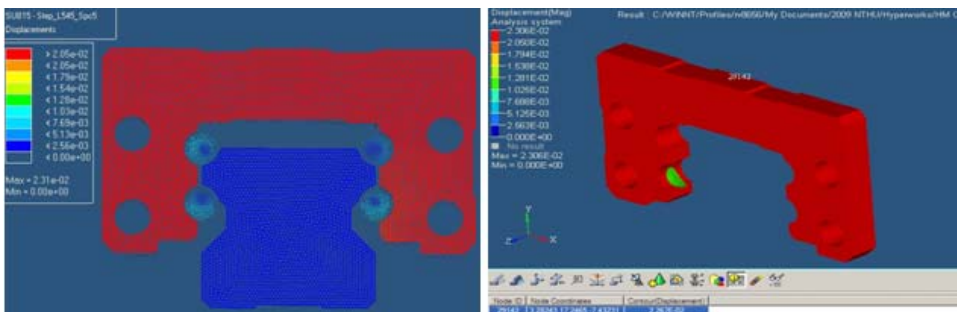 SUB15 - Step_L545_Spc5
Displacements
> 2.05e-02
< 2.05e-02
< 1.79e-02
< 1.54e-02
< 1.28e-02
< 1.03e-02
< 7.69e-03
< 5.13e-03
< 2.56e-03
< 0.00e+00
Max = 2.31e-02
Min = 0.00e+00
Displacement(Mag)
Analysis system
Result : C:/WINNT/Profiles/n8656/My Documents/2009 NTHU/Hyperworks/HM C
2.306E-02
2.050E-02
1.794E-02
1.538E-02
1.281E-02
1.025E-02
7.688E-03
5.125E-03
2.563E-03
0.000E+00
No result
Max = 2.306E-02
Min = 0.000E+00
29143
Y
Z X
Node ID Node Coordinates Contour(Displacement)